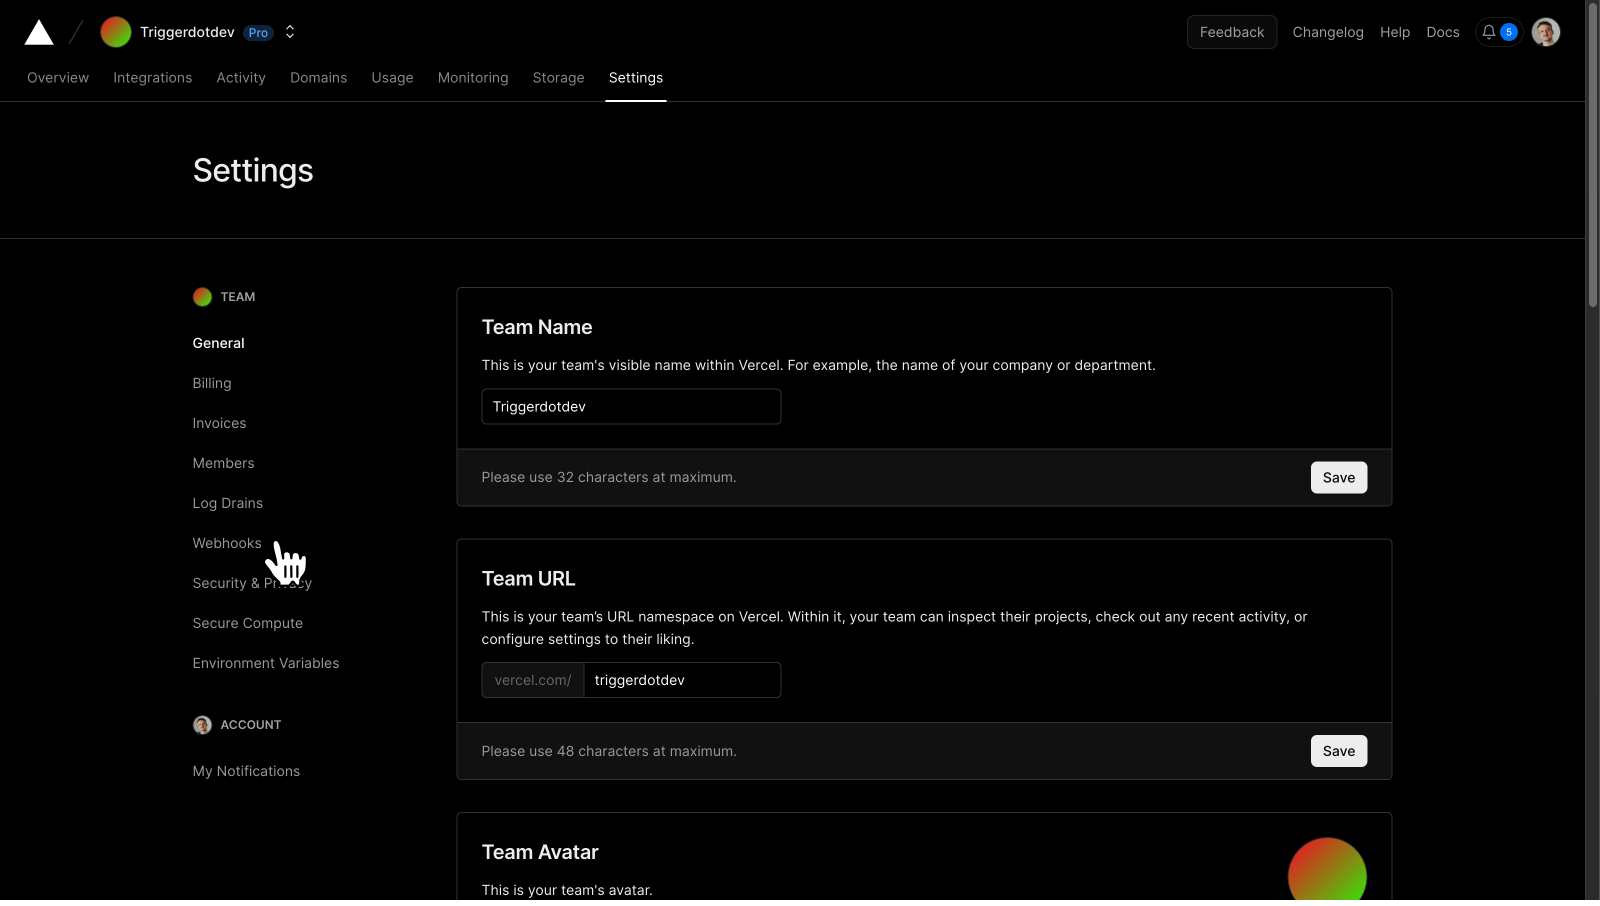 Triggerdotdev Pro
Feedback Changelog Help Docs 5
Overview Integrations Activity Domains Usage Monitoring Storage Settings
Settings
TEAM
General
Billing
Invoices
Members
Log Drains
Webhooks
Security & Privacy
Secure Compute
Environment Variables
ACCOUNT
My Notifications
Team Name
This is your team's visible name within Vercel. For example, the name of your company or department.
Triggerdotdev
Please use 32 characters at maximum.
Save
Team URL
This is your team’s URL namespace on Vercel. Within it, your team can inspect their projects, check out any recent activity, or
configure settings to their liking.
vercel.com/ triggerdotdev
Please use 48 characters at maximum.
Save
Team Avatar
This is your team's avatar.